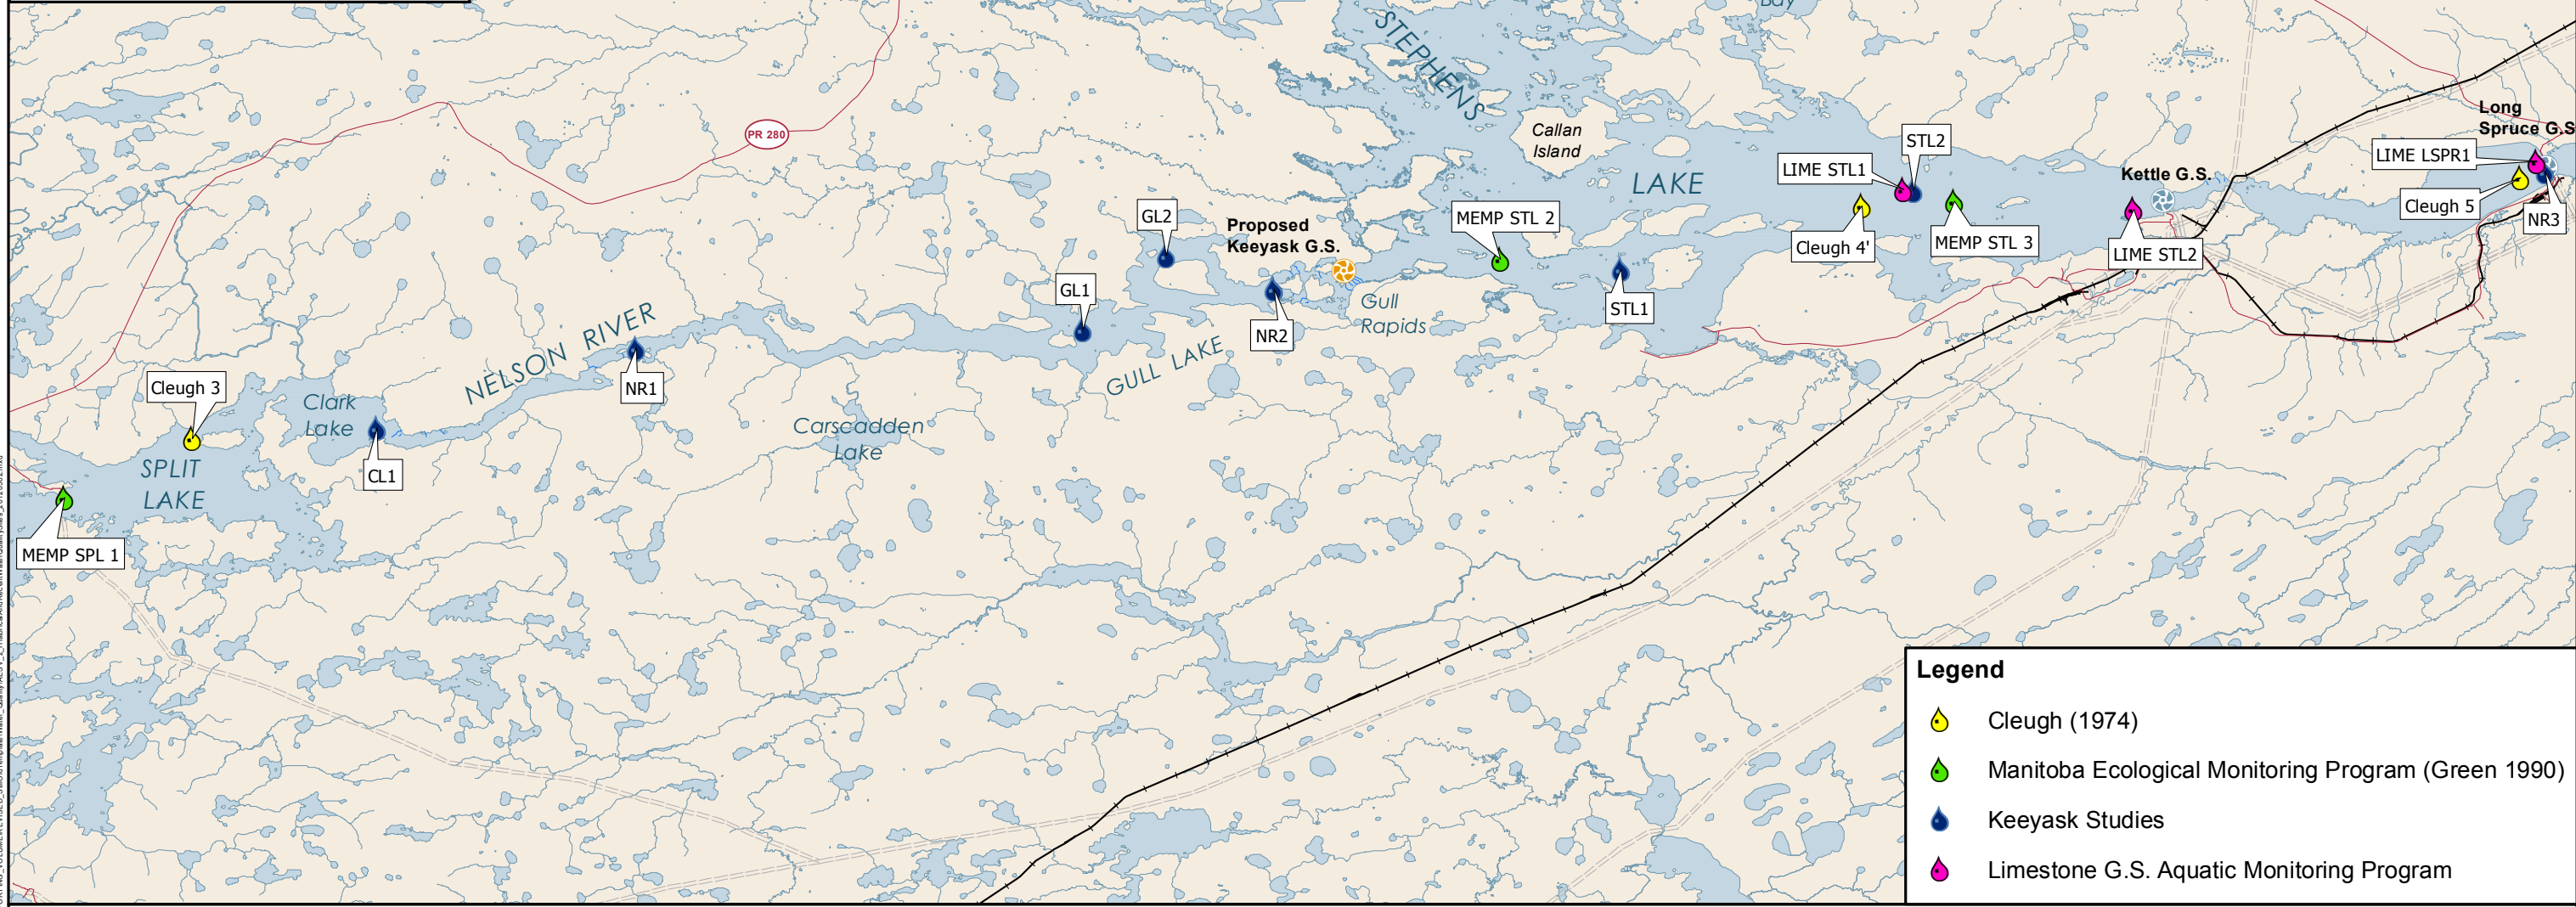 Bay
STEPHENS
LAKE
Callan
Island
PR 280
Long
Spruce G.S
LIME LSPR1
Cleugh 5
NR3
STL2
LIME STL1
Cleugh 4'
MEMP STL 3
Kettle G.S.
LIME STL2
MEMP STL 2
STL1
GL2
Proposed
Keeyask G.S.
Gull
Rapids
GL1
NR2
GULL LAKE
NELSON RIVER
NR1
Cleugh 3
Clark
Lake
CL1
Carscadden
Lake
SPLIT
LAKE
MEMP SPL 1
Legend
Cleugh (1974)
Manitoba Ecological Monitoring Program (Green 1990)
Keeyask Studies
Limestone G.S. Aquatic Monitoring Program